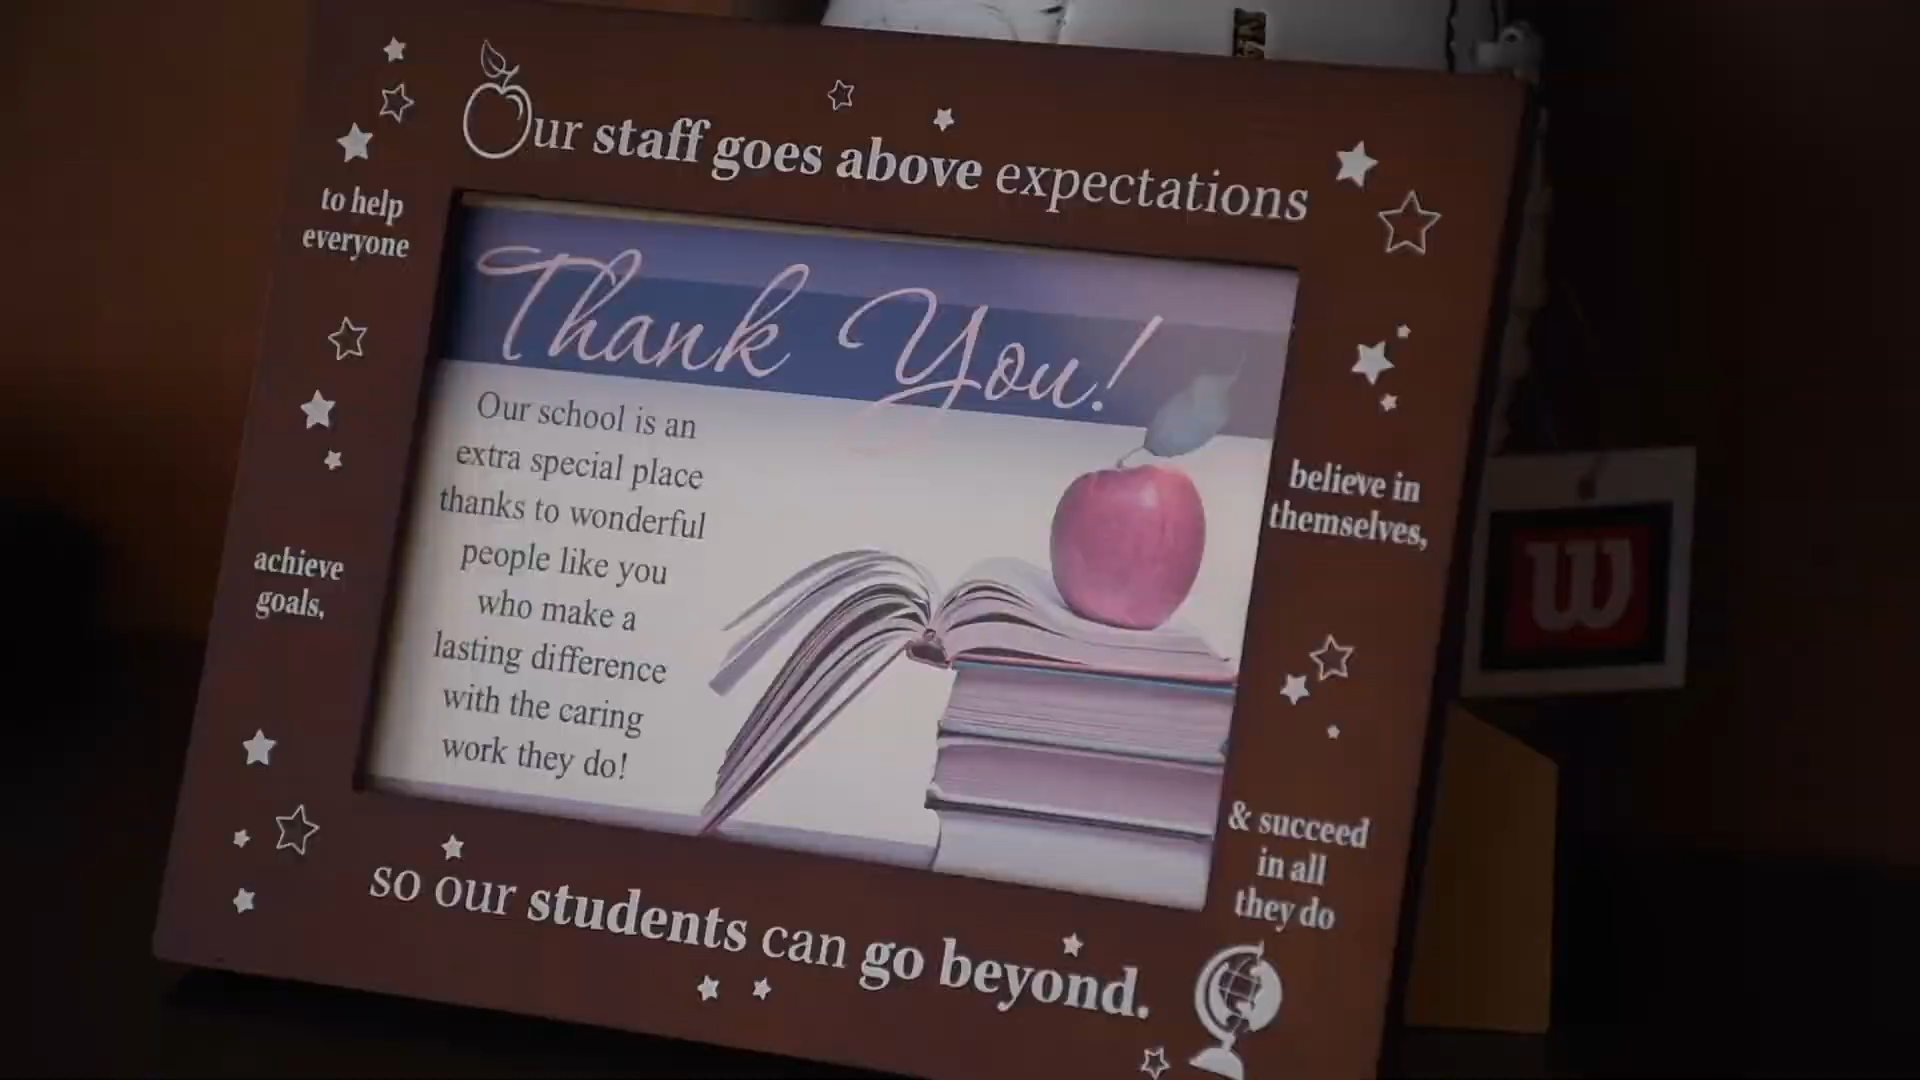 Our staff goes above expectations
to help
everyone
achieve
goals,
believe in
themselves,
& succeed
in all
they do
so our students can go beyond.
Thank You!
Our school is an
extra special place
thanks to wonderful
people like you
who make a
lasting difference
with the caring
work they do!
W